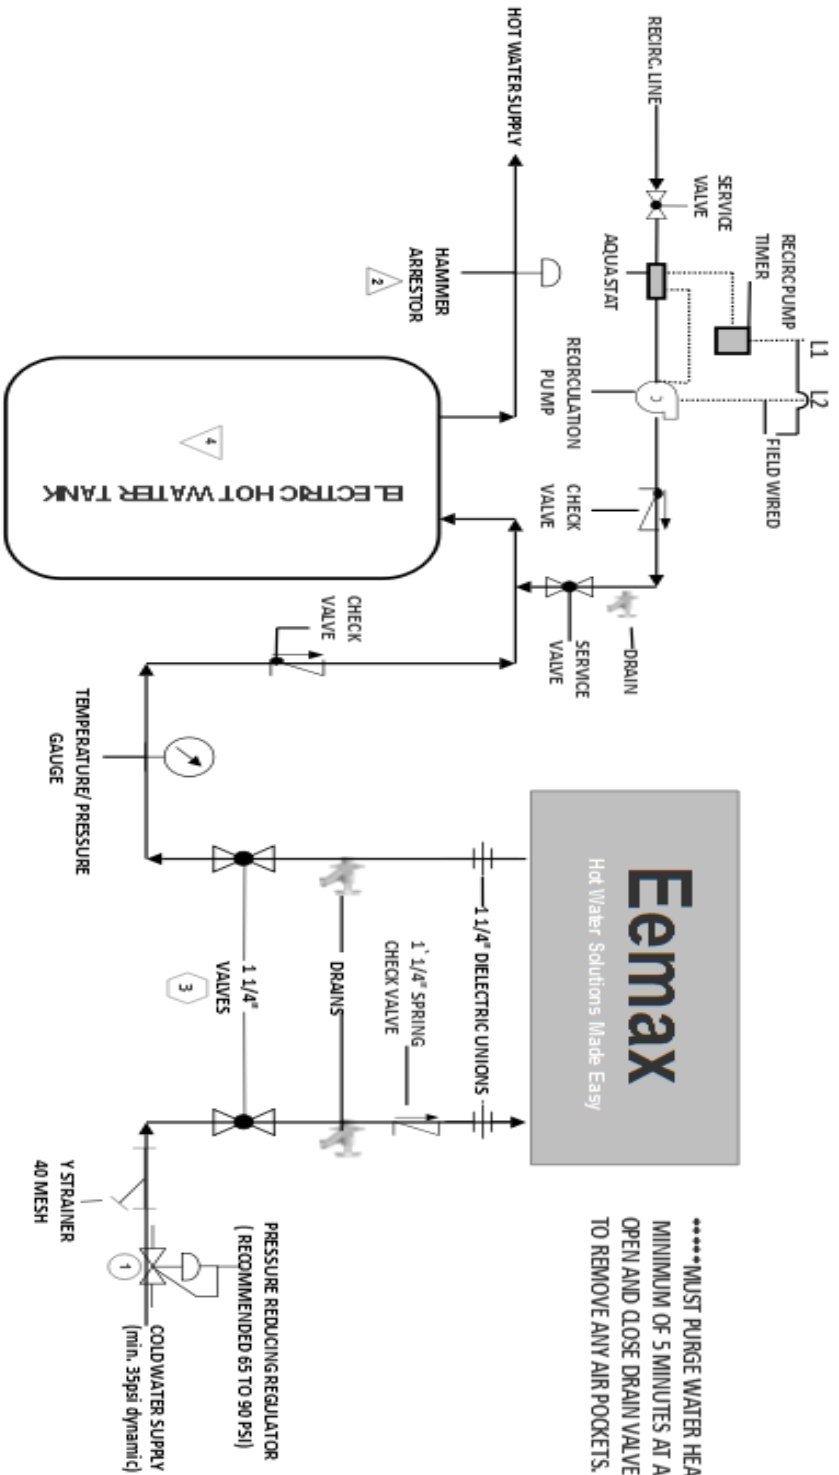 RECIRC. LINE
SERVICE
VALVE
RECIRC PUMP
TIMER
L1
L2
AQUASTAT
FIELD WIRED
HOT WATER SUPPLY
HAMMER
ARRESTOR
2
RECIRCULATION
PUMP
CHECK
VALVE
4
ELECTRIC HOT WATER TANK
DRAIN
SERVICE
VALVE
CHECK
VALVE
TEMPERATURE/ PRESSURE
GAUGE
Eemax
Hot Water Solutions Made Easy
1 1/4" DIELECTRIC UNIONS
1` 1/4" SPRING
CHECK VALVE
DRAINS
1 1/4"
VALVES
3
*****MUST PURGE WATER HEA
MINIMUM OF 5 MINUTES AT A
OPEN AND CLOSE DRAIN VALVE
TO REMOVE ANY AIR POCKETS.
Y STRAINER
40 MESH
1
PRESSURE REDUCING REGULATOR
( RECOMMENDED 65 TO 90 PSI)
COLD WATER SUPPLY
(min. 35psi dynamic)